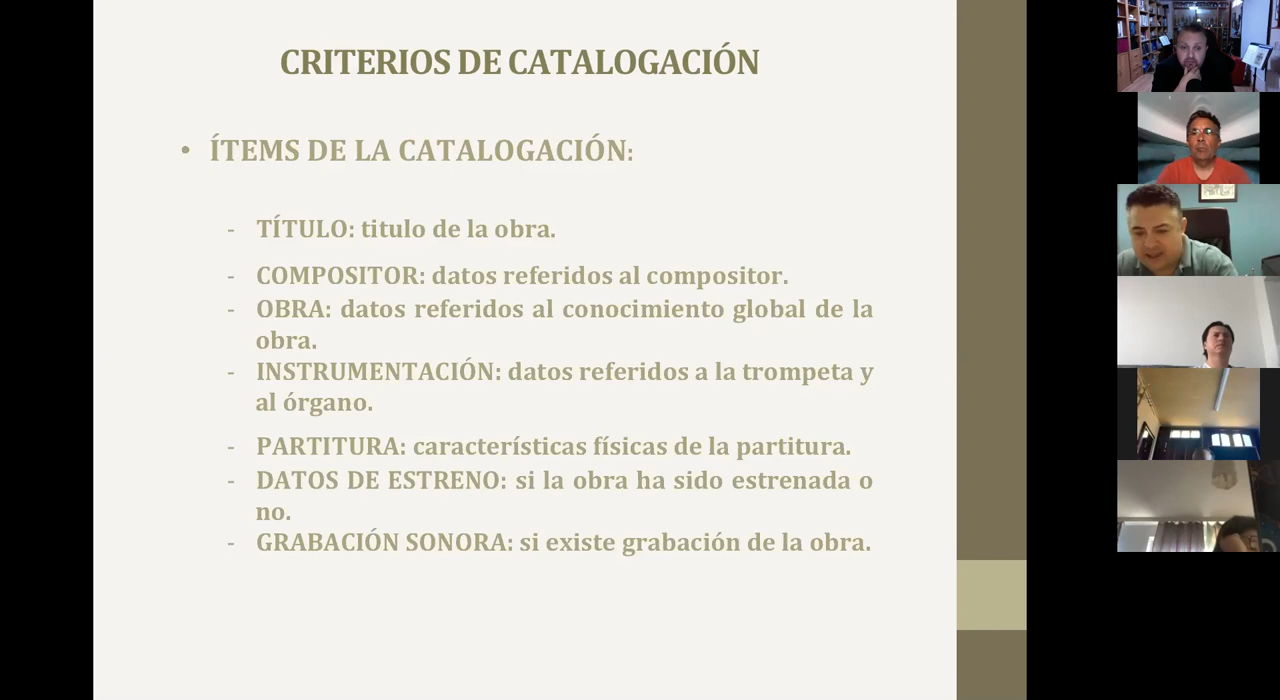 CRITERIOS DE CATALOGACIÓN
• ÍTEMS DE LA CATALOGACIÓN:
- TÍTULO: titulo de la obra.
- COMPOSITOR: datos referidos al compositor.
- OBRA: datos referidos al conocimiento global de la
obra.
- INSTRUMENTACIÓN: datos referidos a la trompeta y
al órgano.
- PARTITURA: características físicas de la partitura.
- DATOS DE ESTRENO: si la obra ha sido estrenada o
no.
- GRABACIÓN SONORA: si existe grabación de la obra.